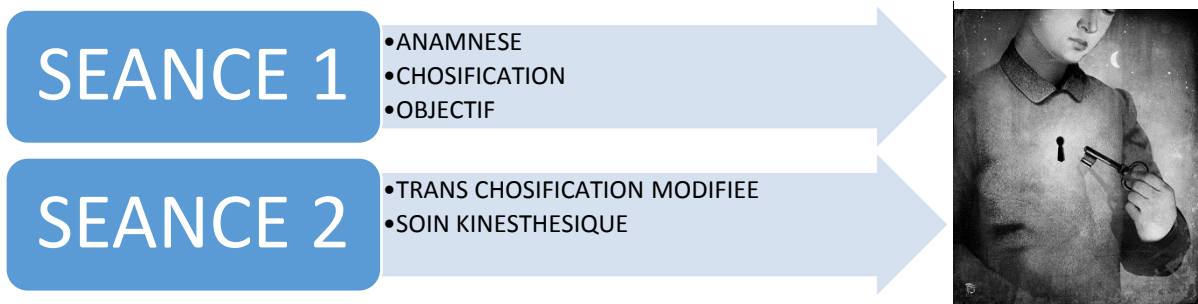 SEANCE 1
•ANAMNESE
•CHOSIFICATION
•OBJECTIF
SEANCE 2
•TRANS CHOSIFICATION MODIFIEE
•SOIN KINESTHESIQUE